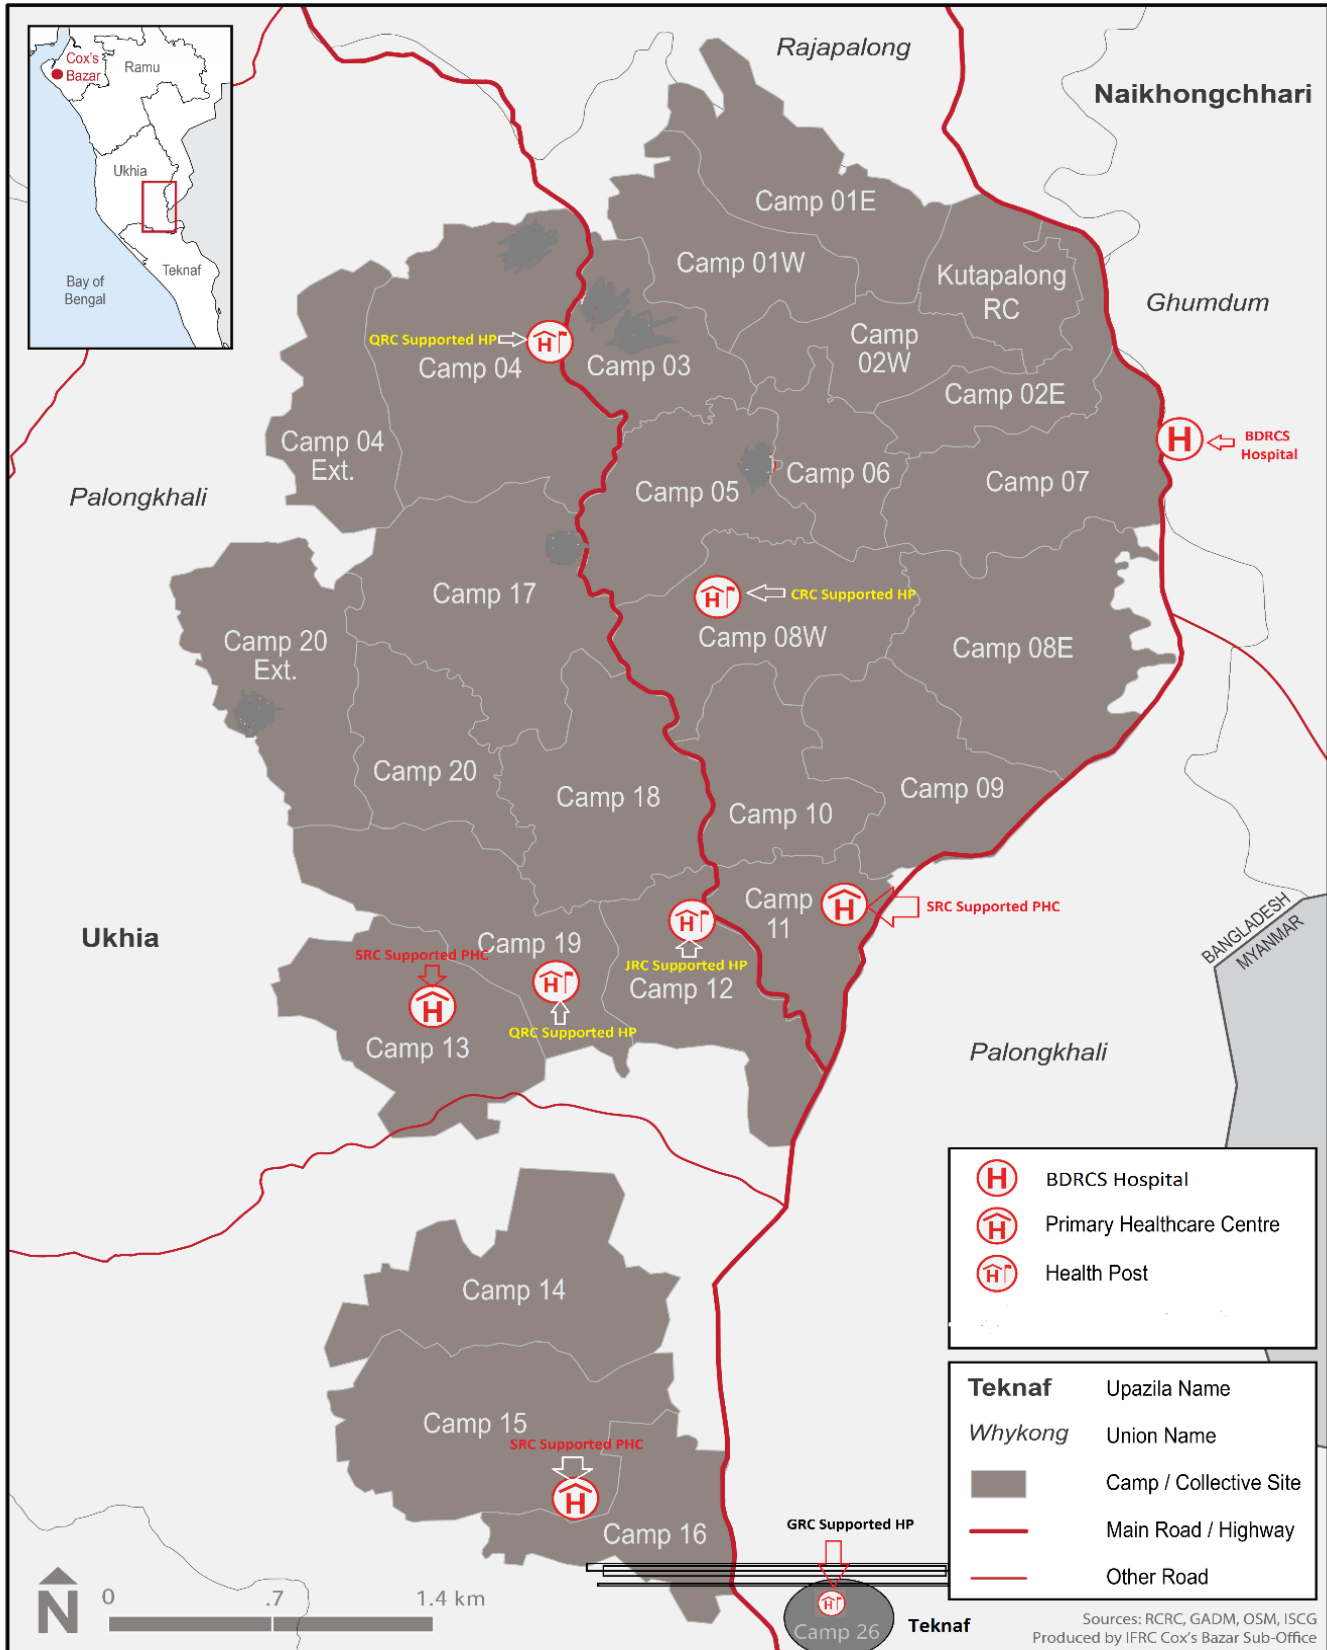 Cox's
Bazar
Ramu
Ukhia
Teknaf
Bay of
Bengal
Rajapalong
Naikhongchhari
Camp 01E
Camp 01W
Kutapalong
RC
Ghumdum
QRC Supported HP
Camp 04
Camp 03
Camp
02W
Camp 02E
BDRCS
Hospital
Camp 04
Ext.
Camp 05
Camp 06
Camp 07
Palongkhali
Camp 17
CRC Supported HP
Camp 08W
Camp 08E
Camp 20
Ext.
Camp 20
Camp 18
Camp 10
Camp 09
Camp
11
SRC Supported PHC
Ukhia
Camp 19
SRC Supported PHC
JRC Supported HP
Camp 12
QRC Supported HP
Camp 13
BANGLADESH
MYANMAR
Palongkhali
H BDRCS Hospital
H Primary Healthcare Centre
H Health Post
Camp 14
Camp 15
SRC Supported PHC
Camp 16
GRC Supported HP
Camp 26
Teknaf
Teknaf Upazila Name
Whykong Union Name
Camp / Collective Site
Main Road / Highway
Other Road
N
0 .7 1.4 km
Sources: RCRC, GADM, OSM, ISCG
Produced by IFRC Cox's Bazar Sub-Office